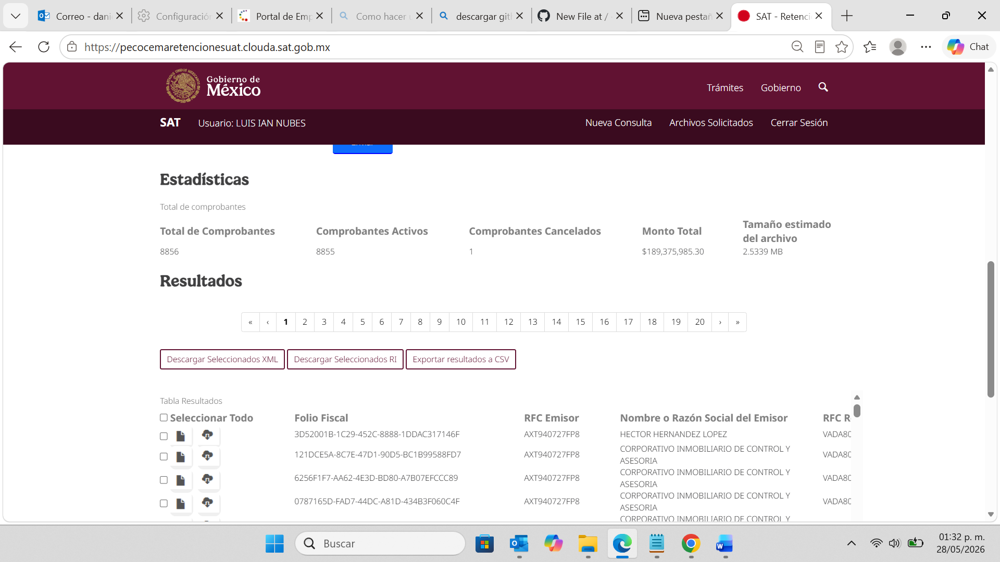 Correo - dani
Configuración
Portal de Emp
Como hacer u
descargar gitl
New File at /
Nueva pestañ
SAT - Retenci
https://pecocemaretencionesuat.clouda.sat.gob.mx
Chat
Gobierno de
México
Trámites
Gobierno
SAT
Usuario: LUIS IAN NUBES
Nueva Consulta
Archivos Solicitados
Cerrar Sesión
Estadísticas
Total de comprobantes
Total de Comprobantes
Comprobantes Activos
Comprobantes Cancelados
Monto Total
Tamaño estimado
del archivo
8856
8855
1
$189,375,985.30
2.5339 MB
Resultados
« ‹ 1 2 3 4 5 6 7 8 9 10 11 12 13 14 15 16 17 18 19 20 › »
Descargar Seleccionados XML
Descargar Seleccionados RI
Exportar resultados a CSV
Tabla Resultados
Seleccionar Todo
Folio Fiscal
RFC Emisor
Nombre o Razón Social del Emisor
RFC R
3D52001B-1C29-452C-8888-1DDAC317146F
AXT940727FP8
HECTOR HERNANDEZ LOPEZ
VADA80
121DCE5A-8C7E-47D1-90D5-BC1B99588FD7
AXT940727FP8
CORPORATIVO INMOBILIARIO DE CONTROL Y
ASESORIA
VADA80
6256F1F7-AA62-4E3D-BD80-A7B07EFCCC89
AXT940727FP8
CORPORATIVO INMOBILIARIO DE CONTROL Y
ASESORIA
VADA80
0787165D-FAD7-44DC-A81D-434B3F060C4F
AXT940727FP8
CORPORATIVO INMOBILIARIO DE CONTROL Y
ASESORIA
VADA80
CORPORATIVO INMOBILIARIO DE CONTROL Y
Buscar
01:32 p. m.
28/05/2026